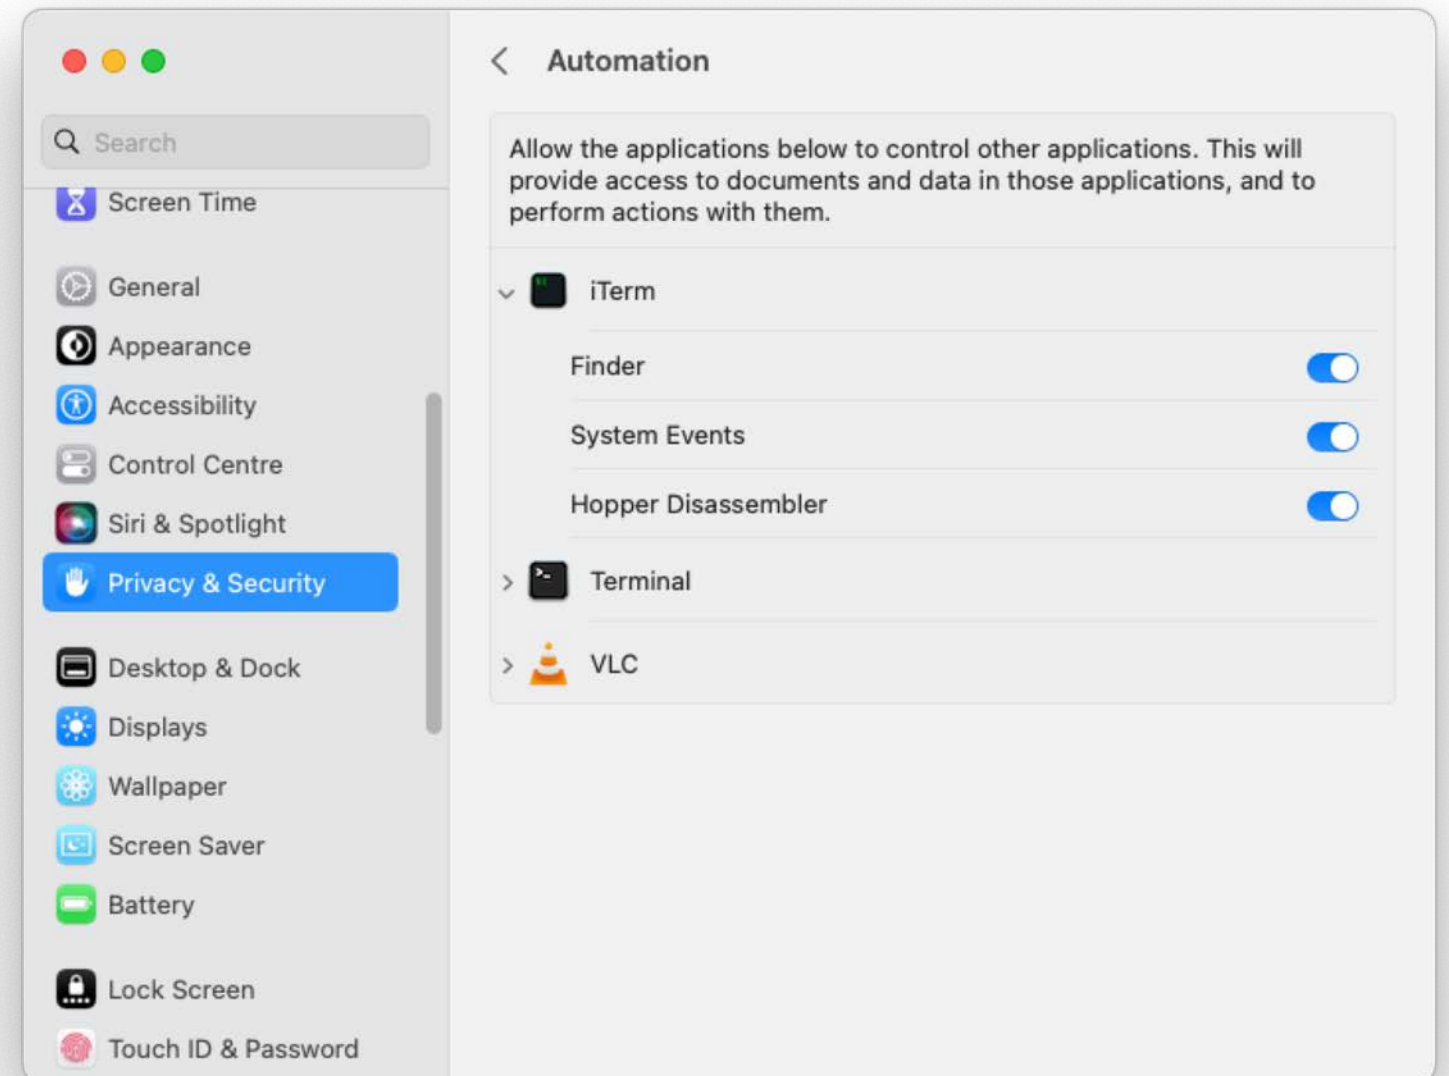 Search
Screen Time
General
Appearance
Accessibility
Control Centre
Siri & Spotlight
Privacy & Security
Desktop & Dock
Displays
Wallpaper
Screen Saver
Battery
Lock Screen
Touch ID & Password
Automation
Allow the applications below to control other applications. This will
provide access to documents and data in those applications, and to
perform actions with them.
iTerm
Finder
System Events
Hopper Disassembler
Terminal
VLC